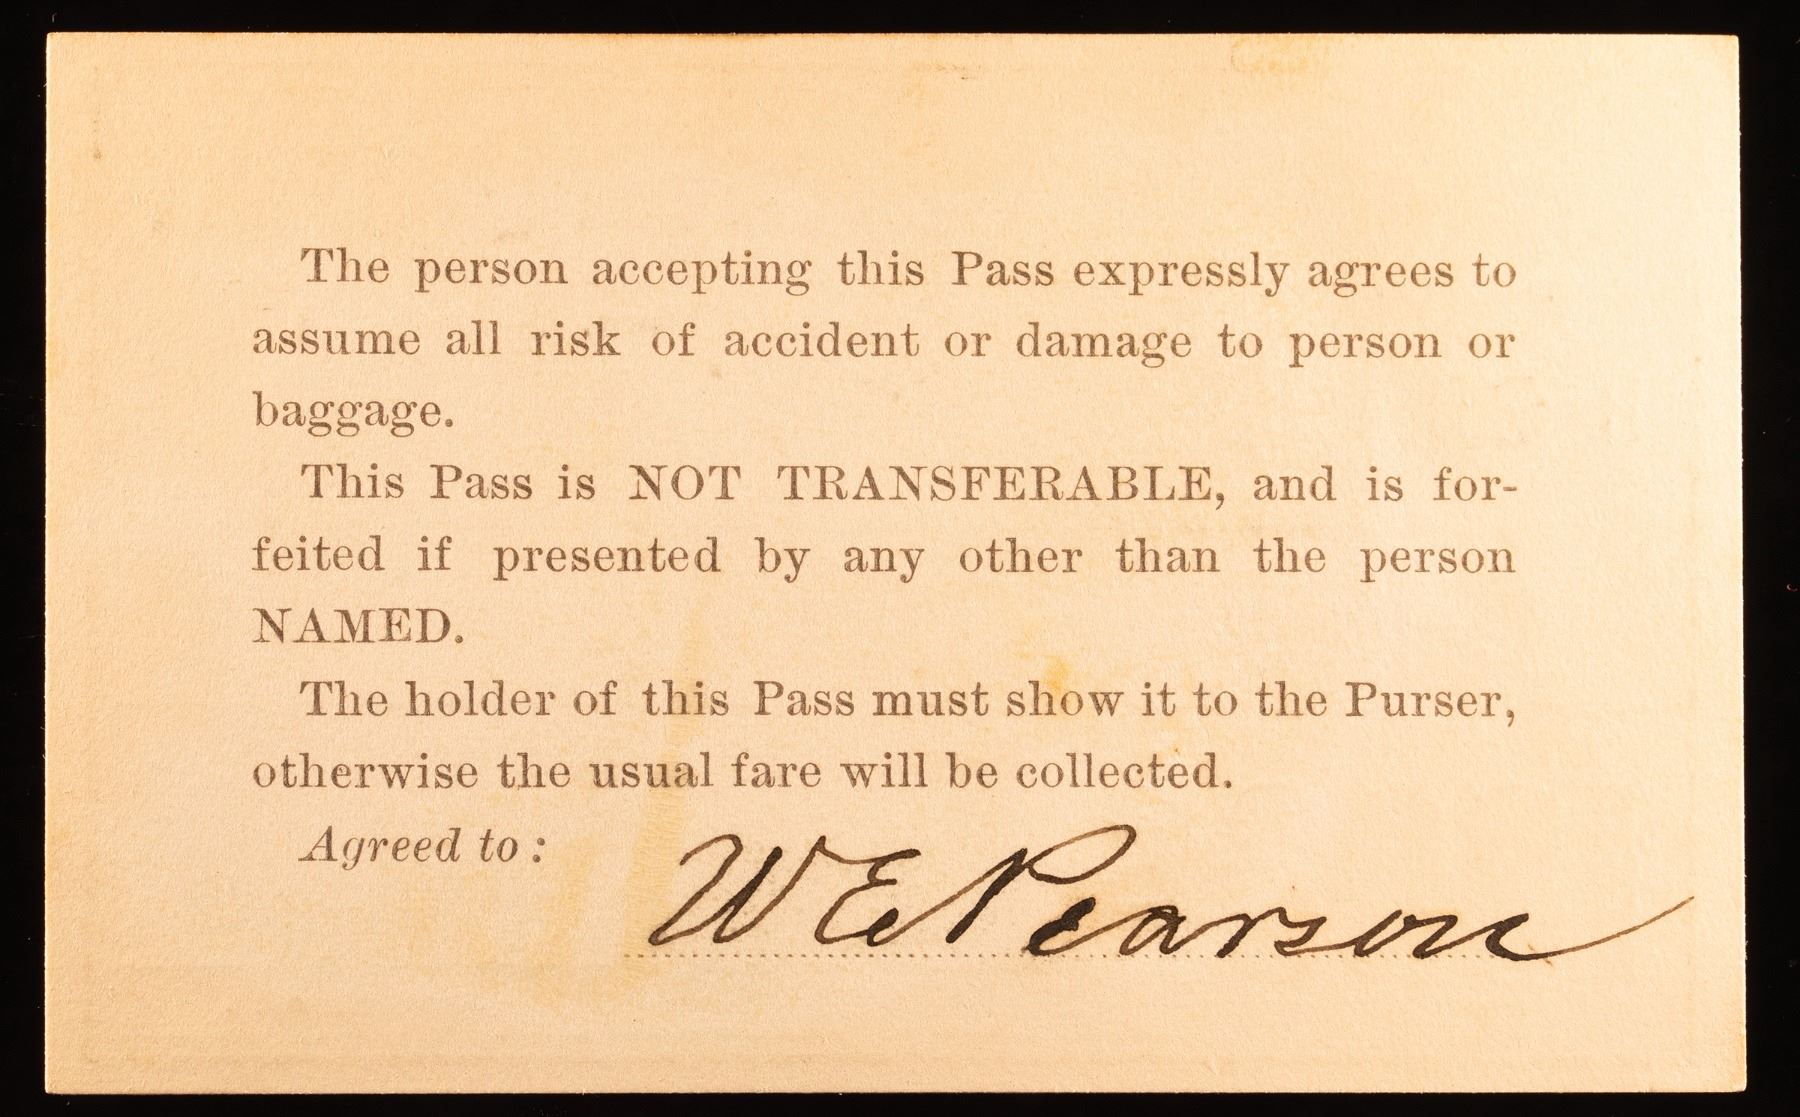 The person accepting this Pass expressly agrees to
assume all risk of accident or damage to person or
baggage.
This Pass is NOT TRANSFERABLE, and is for-
feited if presented by any other than the person
NAMED.
The holder of this Pass must show it to the Purser,
otherwise the usual fare will be collected.
Agreed to: W E Pearson